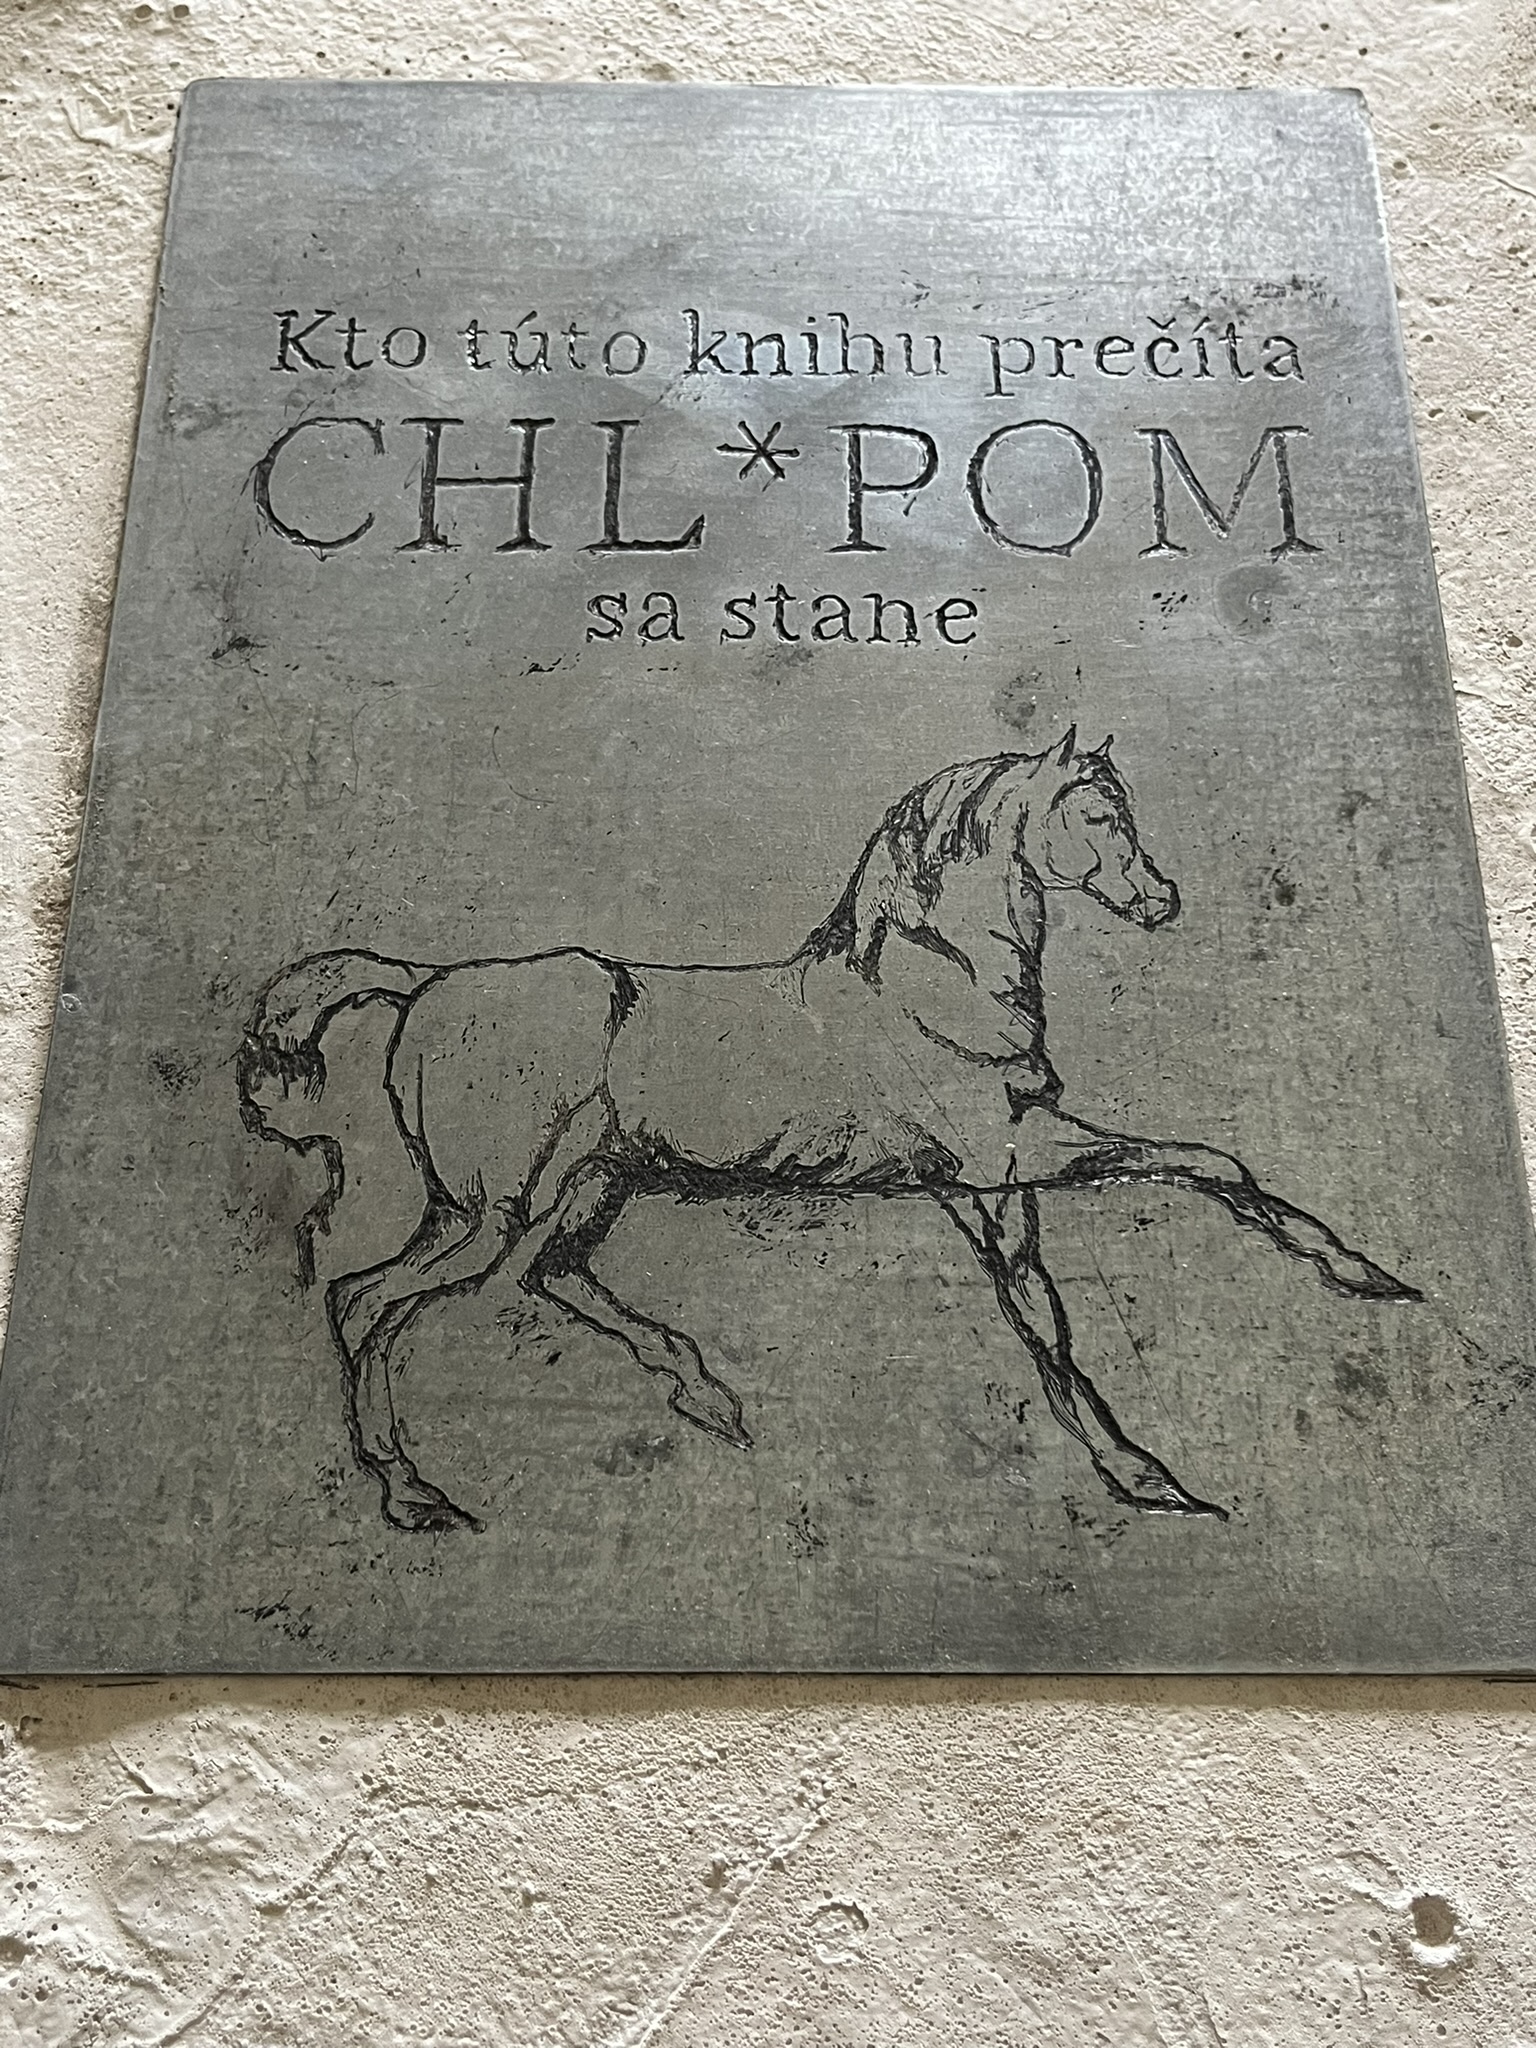 Kto túto knihu prečíta
CHL*POM
sa stane